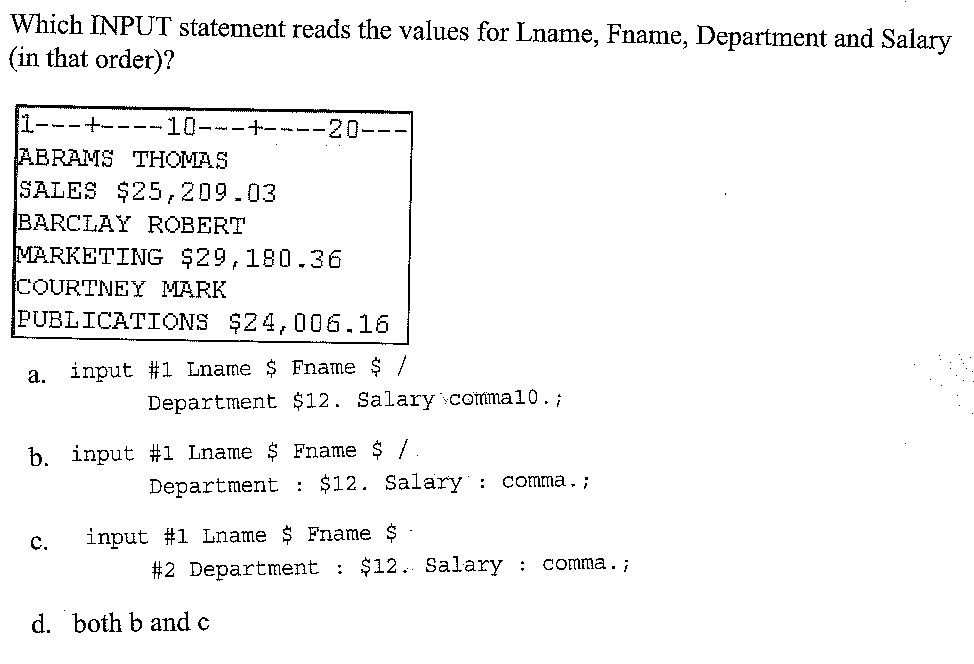 Which INPUT statement reads the values for Lname, Fname, Department and Salary
(in that order)?
1---+----10---+----20---
ABRAMS THOMAS
SALES $25,209.03
BARCLAY ROBERT
MARKETING $29,180.36
COURTNEY MARK
PUBLICATIONS $24,006.16
a. input #1 Lname $ Fname $ /
Department $12. Salary comma10.;
b. input #1 Lname $ Fname $ /
Department : $12. Salary : comma.;
c. input #1 Lname $ Fname $
#2 Department : $12. Salary : comma.;
d. both b and c